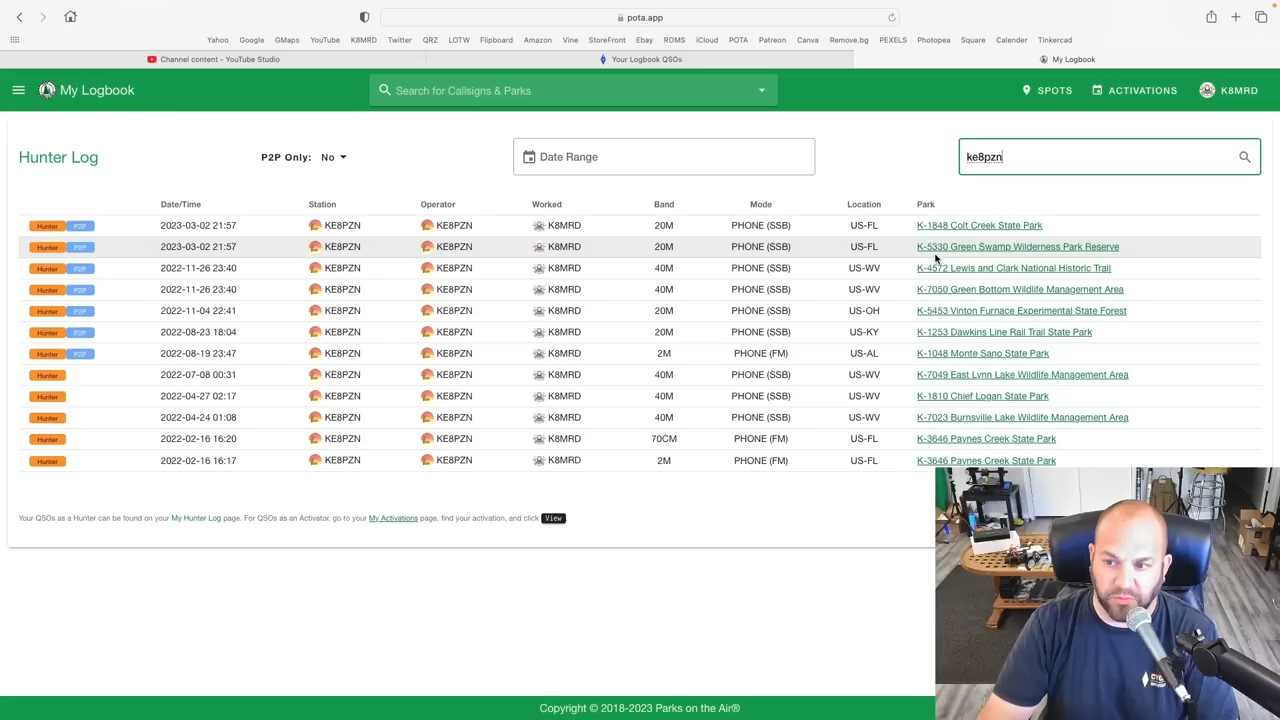 pota.app
Yahoo Google GMaps YouTube K8MRD Twitter QRZ LOTW Flipboard Amazon Vine StoreFront Ebay ROMS iCloud POTA Patreon Canva Remove.bg PEXELS Photopea Square Calender Tinkercad
Channel content - YouTube Studio Your Logbook QSOs My Logbook
My Logbook Search for Callsigns & Parks SPOTS ACTIVATIONS K8MRD
Hunter Log P2P Only: No Date Range ke8pzn
Date/Time Station Operator Worked Band Mode Location Park
Hunter P2P 2023-03-02 21:57 KE8PZN KE8PZN K8MRD 20M PHONE (SSB) US-FL K-1848 Colt Creek State Park
Hunter P2P 2023-03-02 21:57 KE8PZN KE8PZN K8MRD 20M PHONE (SSB) US-FL K-5330 Green Swamp Wilderness Park Reserve
Hunter P2P 2022-11-26 23:40 KE8PZN KE8PZN K8MRD 40M PHONE (SSB) US-WV K-4572 Lewis and Clark National Historic Trail
Hunter P2P 2022-11-26 23:40 KE8PZN KE8PZN K8MRD 40M PHONE (SSB) US-WV K-7050 Green Bottom Wildlife Management Area
Hunter P2P 2022-11-04 22:41 KE8PZN KE8PZN K8MRD 20M PHONE (SSB) US-OH K-5453 Vinton Furnace Experimental State Forest
Hunter P2P 2022-08-23 18:04 KE8PZN KE8PZN K8MRD 20M PHONE (SSB) US-KY K-1253 Dawkins Line Rail Trail State Park
Hunter P2P 2022-08-19 23:47 KE8PZN KE8PZN K8MRD 2M PHONE (FM) US-AL K-1048 Monte Sano State Park
Hunter 2022-07-08 00:31 KE8PZN KE8PZN K8MRD 40M PHONE (SSB) US-WV K-7049 East Lynn Lake Wildlife Management Area
Hunter 2022-04-27 02:17 KE8PZN KE8PZN K8MRD 40M PHONE (SSB) US-WV K-1810 Chief Logan State Park
Hunter 2022-04-24 01:08 KE8PZN KE8PZN K8MRD 40M PHONE (SSB) US-WV K-7023 Burnsville Lake Wildlife Management Area
Hunter 2022-02-16 16:20 KE8PZN KE8PZN K8MRD 70CM PHONE (FM) US-FL K-3646 Paynes Creek State Park
Hunter 2022-02-16 16:17 KE8PZN KE8PZN K8MRD 2M PHONE (FM) US-FL K-3646 Paynes Creek State Park
Your QSOs as a Hunter can be found on your My Hunter Log page. For QSOs as an Activator, go to your My Activations page, find your activation, and click View.
Copyright © 2018-2023 Parks on the Air®